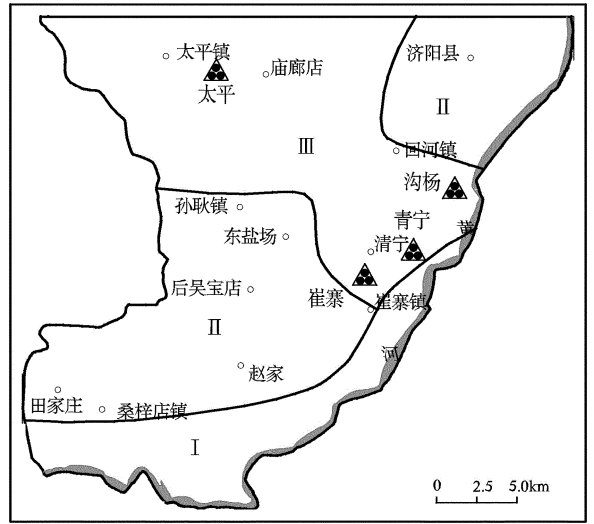 太平镇
济阳县
庙廊店
太平
II
III
回河镇
沟杨
孙耿镇
青宁
黄
东盐场
清宁
后吴宝店
崔寨
崔寨镇
II
河
赵家
田家庄
桑梓店镇
I
0 2.5 5.0km